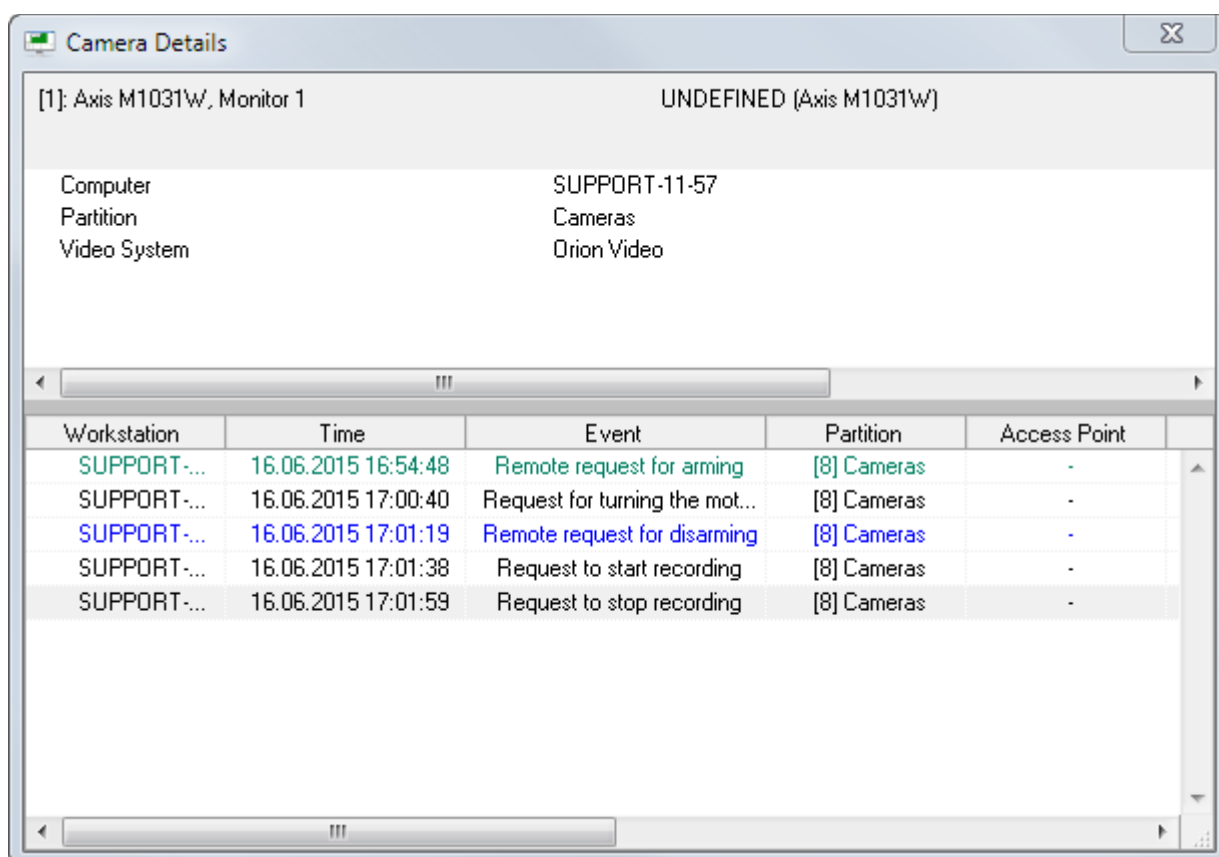 Camera Details
[1]: Axis M1031W, Monitor 1 UNDEFINED (Axis M1031W)
Computer SUPPORT-11-57
Partition Cameras
Video System Orion Video
Workstation Time Event Partition Access Point
SUPPORT-... 16.06.2015 16:54:48 Remote request for arming [8] Cameras -
SUPPORT-... 16.06.2015 17:00:40 Request for turning the mot... [8] Cameras -
SUPPORT-... 16.06.2015 17:01:19 Remote request for disarming [8] Cameras -
SUPPORT-... 16.06.2015 17:01:38 Request to start recording [8] Cameras -
SUPPORT-... 16.06.2015 17:01:59 Request to stop recording [8] Cameras -